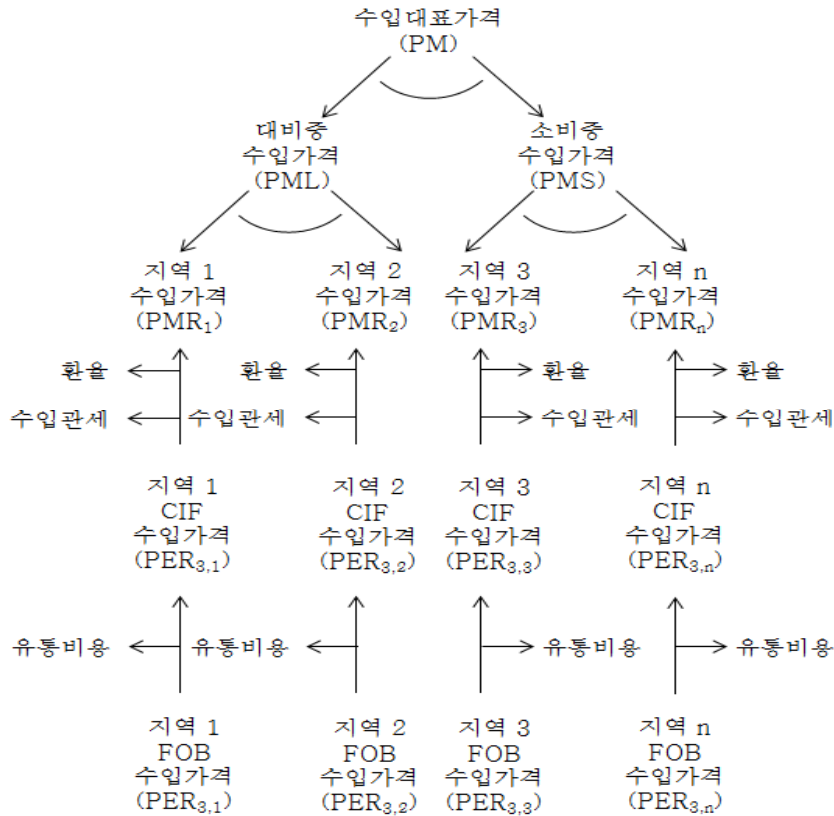 수입대표가격
(PM)
대비중
수입가격
(PML)
소비중
수입가격
(PMS)
지역 1
수입가격
(PMR₁)
지역 2
수입가격
(PMR₂)
지역 3
수입가격
(PMR₃)
지역 n
수입가격
(PMRₙ)
환율
환율
환율
환율
수입관세
수입관세
수입관세
수입관세
지역 1
CIF
수입가격
(PER₃,₁)
지역 2
CIF
수입가격
(PER₃,₂)
지역 3
CIF
수입가격
(PER₃,₃)
지역 n
CIF
수입가격
(PER₃,ₙ)
유통비용
유통비용
유통비용
유통비용
지역 1
FOB
수입가격
(PER₃,₁)
지역 2
FOB
수입가격
(PER₃,₂)
지역 3
FOB
수입가격
(PER₃,₃)
지역 n
FOB
수입가격
(PER₃,ₙ)